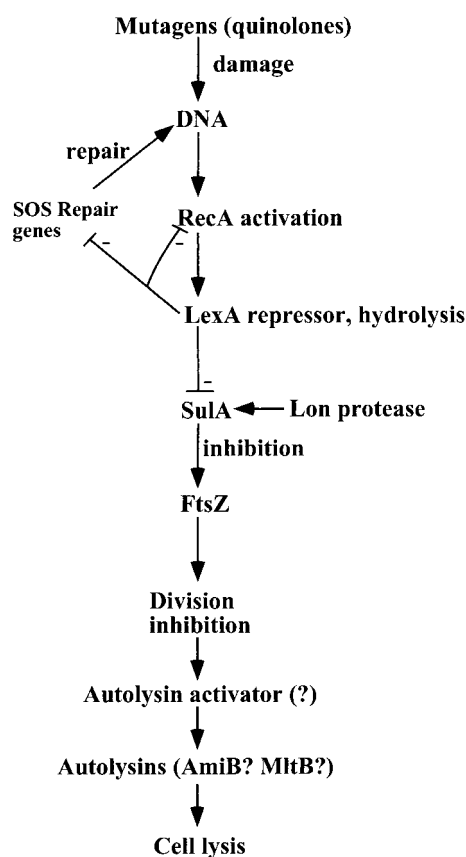 Mutagens (quinolones)
damage
DNA
repair
SOS Repair
genes
RecA activation
-
-
LexA repressor, hydrolysis
-
SulA
Lon protease
inhibition
FtsZ
Division
inhibition
Autolysin activator (?)
Autolysins (AmiB? MltB?)
Cell lysis